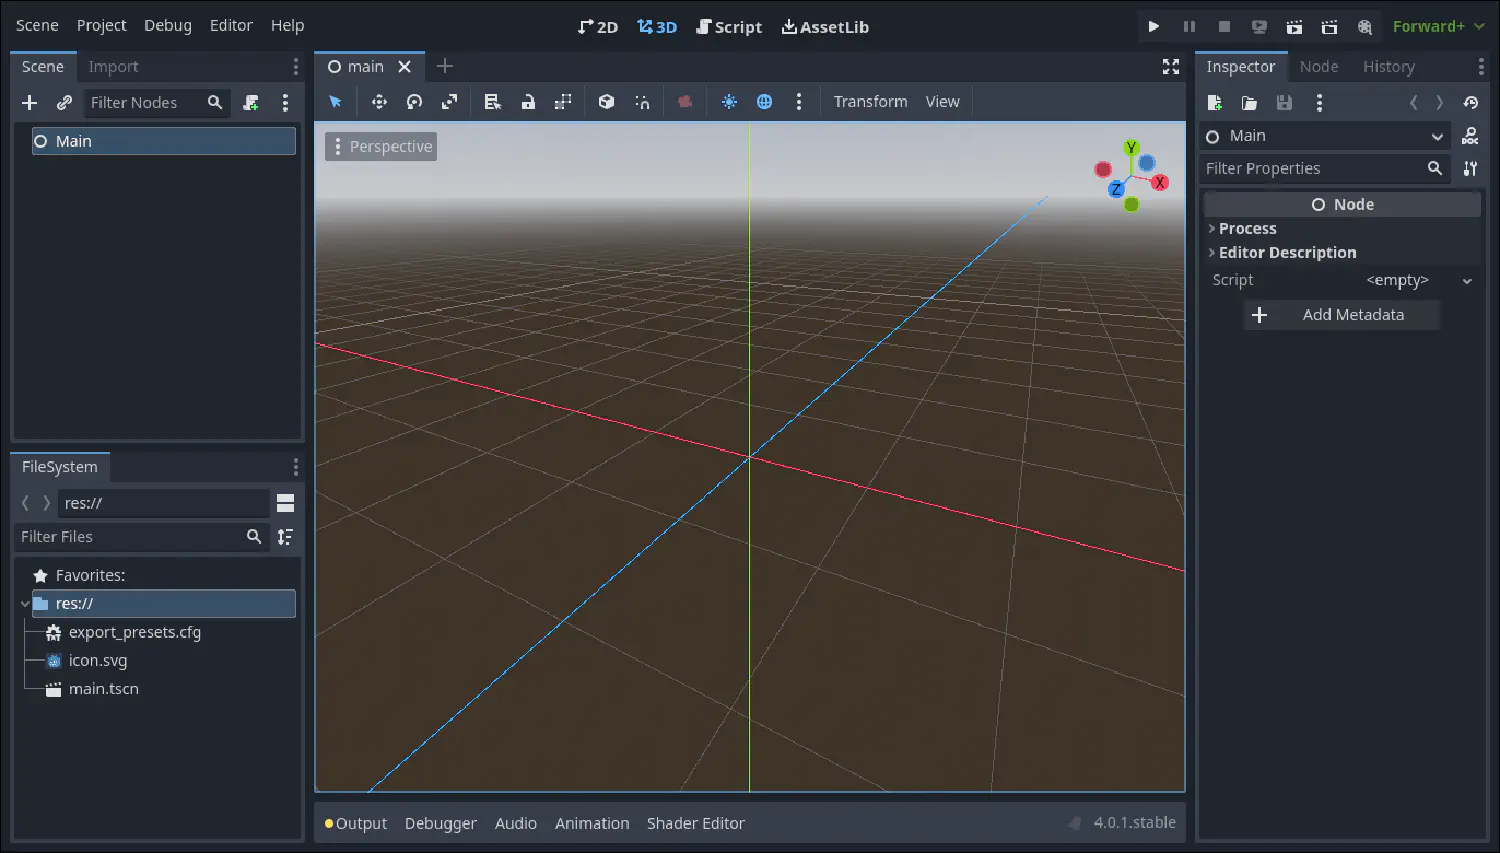 Scene Project Debug Editor Help
2D 3D Script AssetLib
Forward+
Scene Import
Filter Nodes
Main
FileSystem
res://
Filter Files
Favorites:
res://
export_presets.cfg
icon.svg
main.tscn
main
Transform View
Perspective
Y
X
Z
Output Debugger Audio Animation Shader Editor
4.0.1.stable
Inspector Node History
Main
DOC
Filter Properties
Node
Process
Editor Description
Script <empty>
Add Metadata